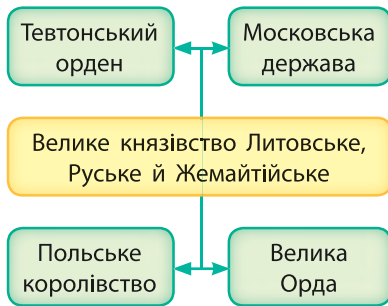 Тевтонський
орден
Московська
держава
Велике князівство Литовське,
Руське й Жемайтійське
Польське
королівство
Велика
Орда